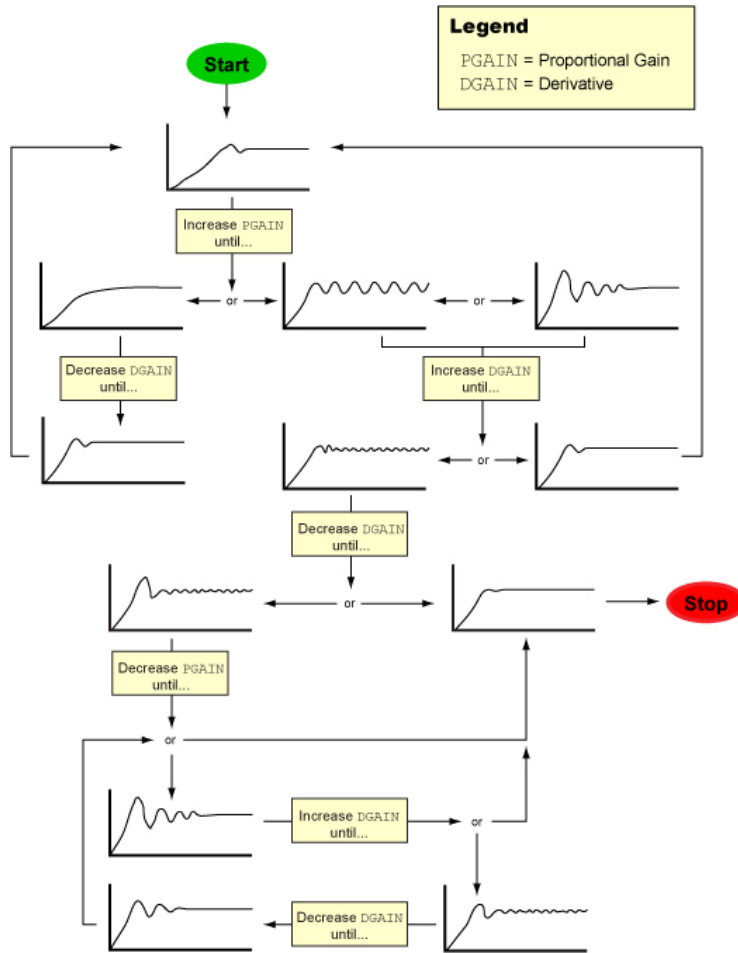 Legend
PGAIN = Proportional Gain
DGAIN = Derivative
Start
Increase PGAIN
until...
or
or
Decrease DGAIN
until...
Increase DGAIN
until...
or
Decrease DGAIN
until...
or
Stop
Decrease PGAIN
until...
or
Increase DGAIN
until...
or
Decrease DGAIN
until...